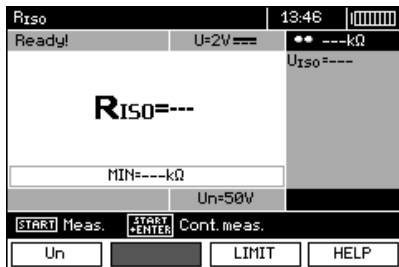 RISO 13:46
Ready! U=2V •• ---kΩ
UISO=---
RISO=---
MIN=---kΩ
Un=50V
START Meas. START +ENTER Cont. meas.
Un LIMIT HELP